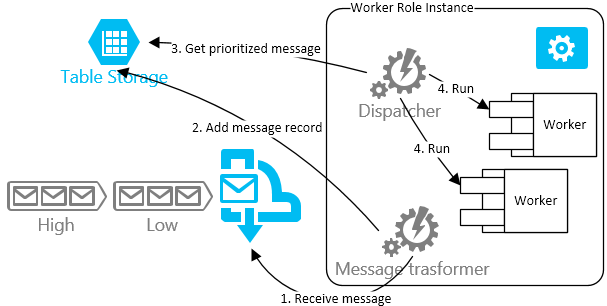 Worker Role Instance
3. Get prioritized message
Table Storage
4. Run
Dispatcher
Worker
2. Add message record
4. Run
Worker
High
Low
Message trasformer
1. Receive message